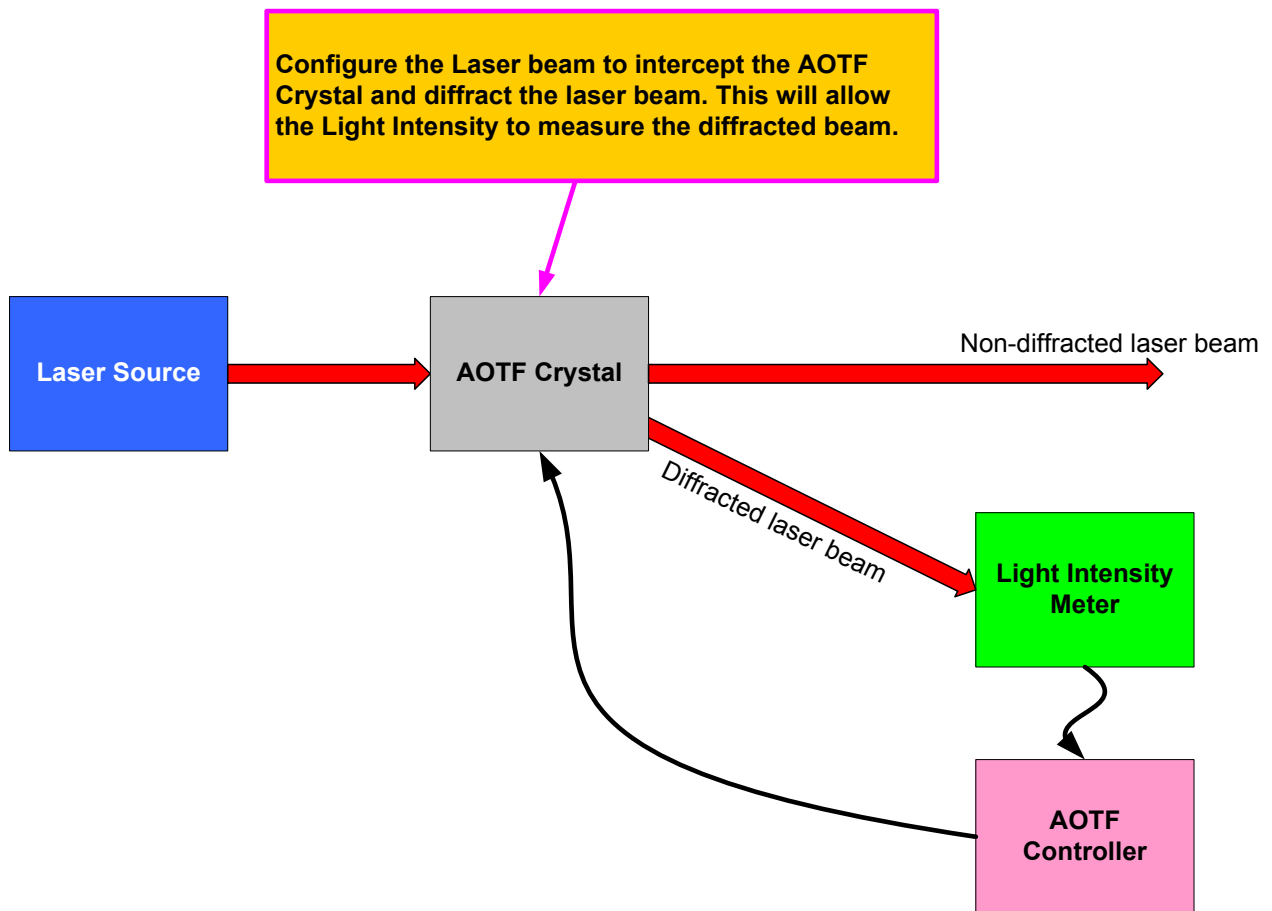 Configure the Laser beam to intercept the AOTF
Crystal and diffract the laser beam. This will allow
the Light Intensity to measure the diffracted beam.
Non-diffracted laser beam
Laser Source
AOTF Crystal
Diffracted laser beam
Light Intensity
Meter
AOTF
Controller